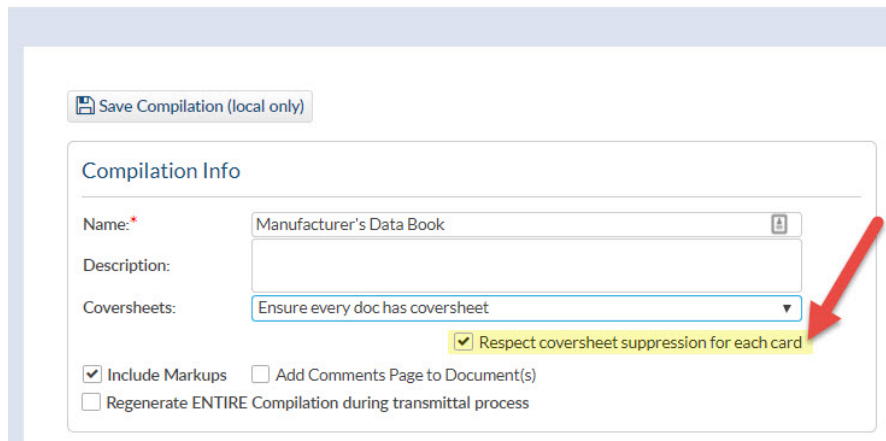 Save Compilation (local only)
Compilation Info
Name:* Manufacturer's Data Book
Description:
Coversheets: Ensure every doc has coversheet
Respect coversheet suppression for each card
Include Markups Add Comments Page to Document(s)
Regenerate ENTIRE Compilation during transmittal process